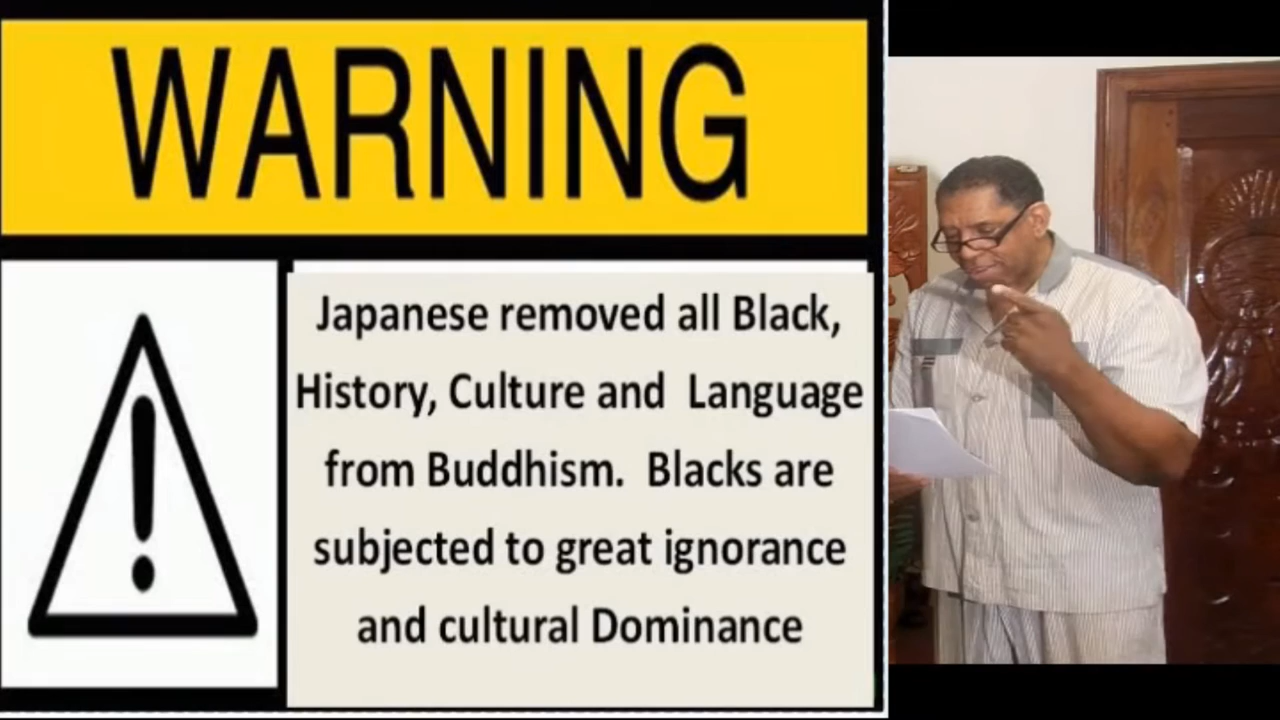 WARNING
Japanese removed all Black,
History, Culture and Language
from Buddhism. Blacks are
subjected to great ignorance
and cultural Dominance